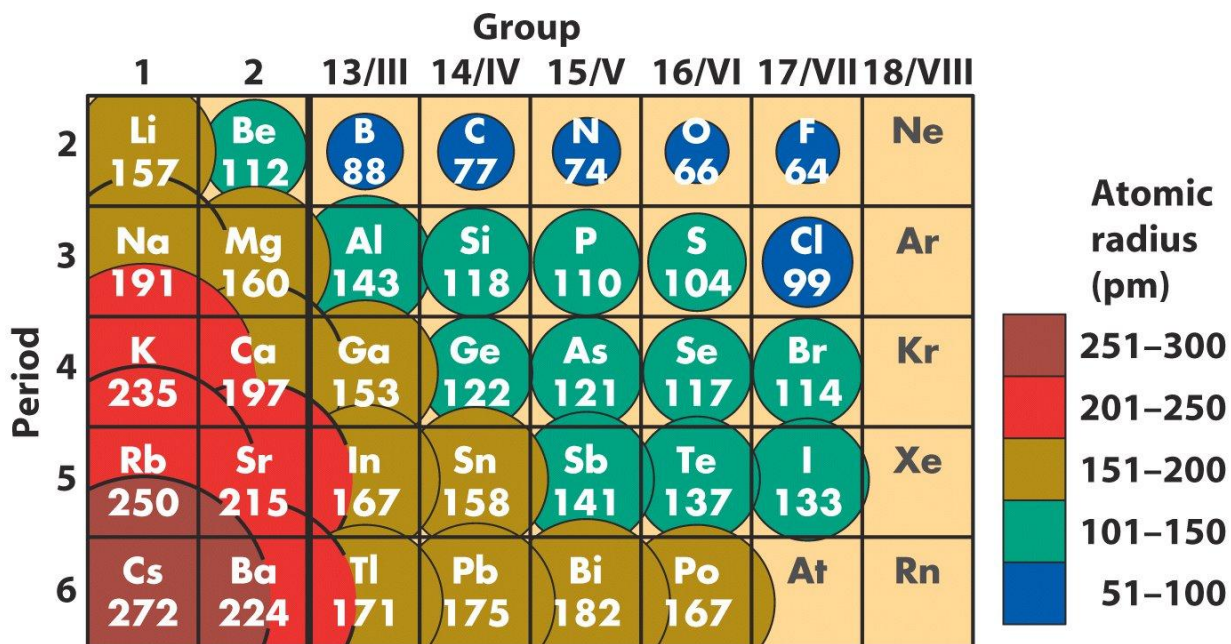 Group
1 2 13/III 14/IV 15/V 16/VI 17/VII 18/VIII
Period
2
Li Be B C N O F Ne
157 112 88 77 74 66 64
3
Na Mg Al Si P S Cl Ar
191 160 143 118 110 104 99
4
K Ca Ga Ge As Se Br Kr
235 197 153 122 121 117 114
5
Rb Sr In Sn Sb Te I Xe
250 215 167 158 141 137 133
6
Cs Ba Tl Pb Bi Po At Rn
272 224 171 175 182 167
Atomic
radius
(pm)
251–300
201–250
151–200
101–150
51–100